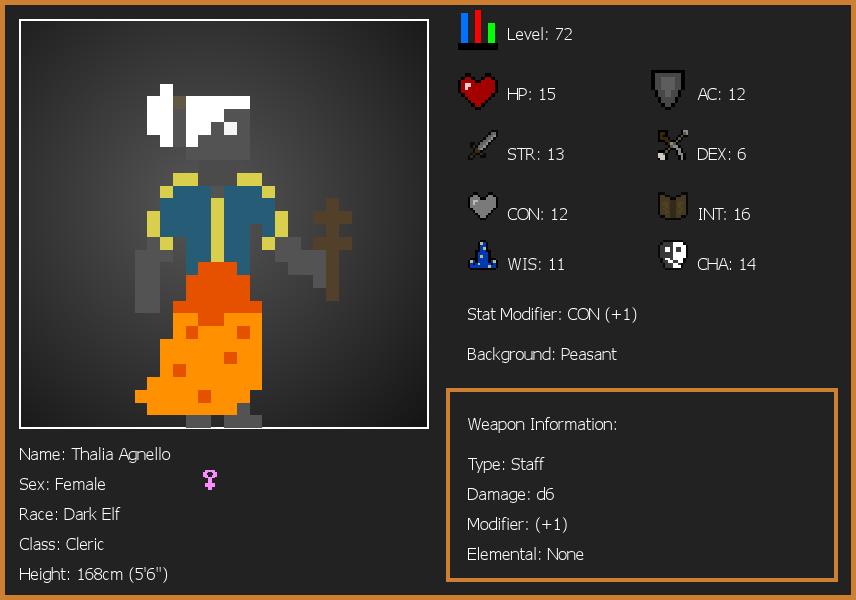 Level: 72
HP: 15
AC: 12
STR: 13
DEX: 6
CON: 12
INT: 16
WIS: 11
CHA: 14
Stat Modifier: CON (+1)
Background: Peasant
Weapon Information:
Type: Staff
Damage: d6
Modifier: (+1)
Elemental: None
Name: Thalia Agnello
Sex: Female
Race: Dark Elf
Class: Cleric
Height: 168cm (5'6")